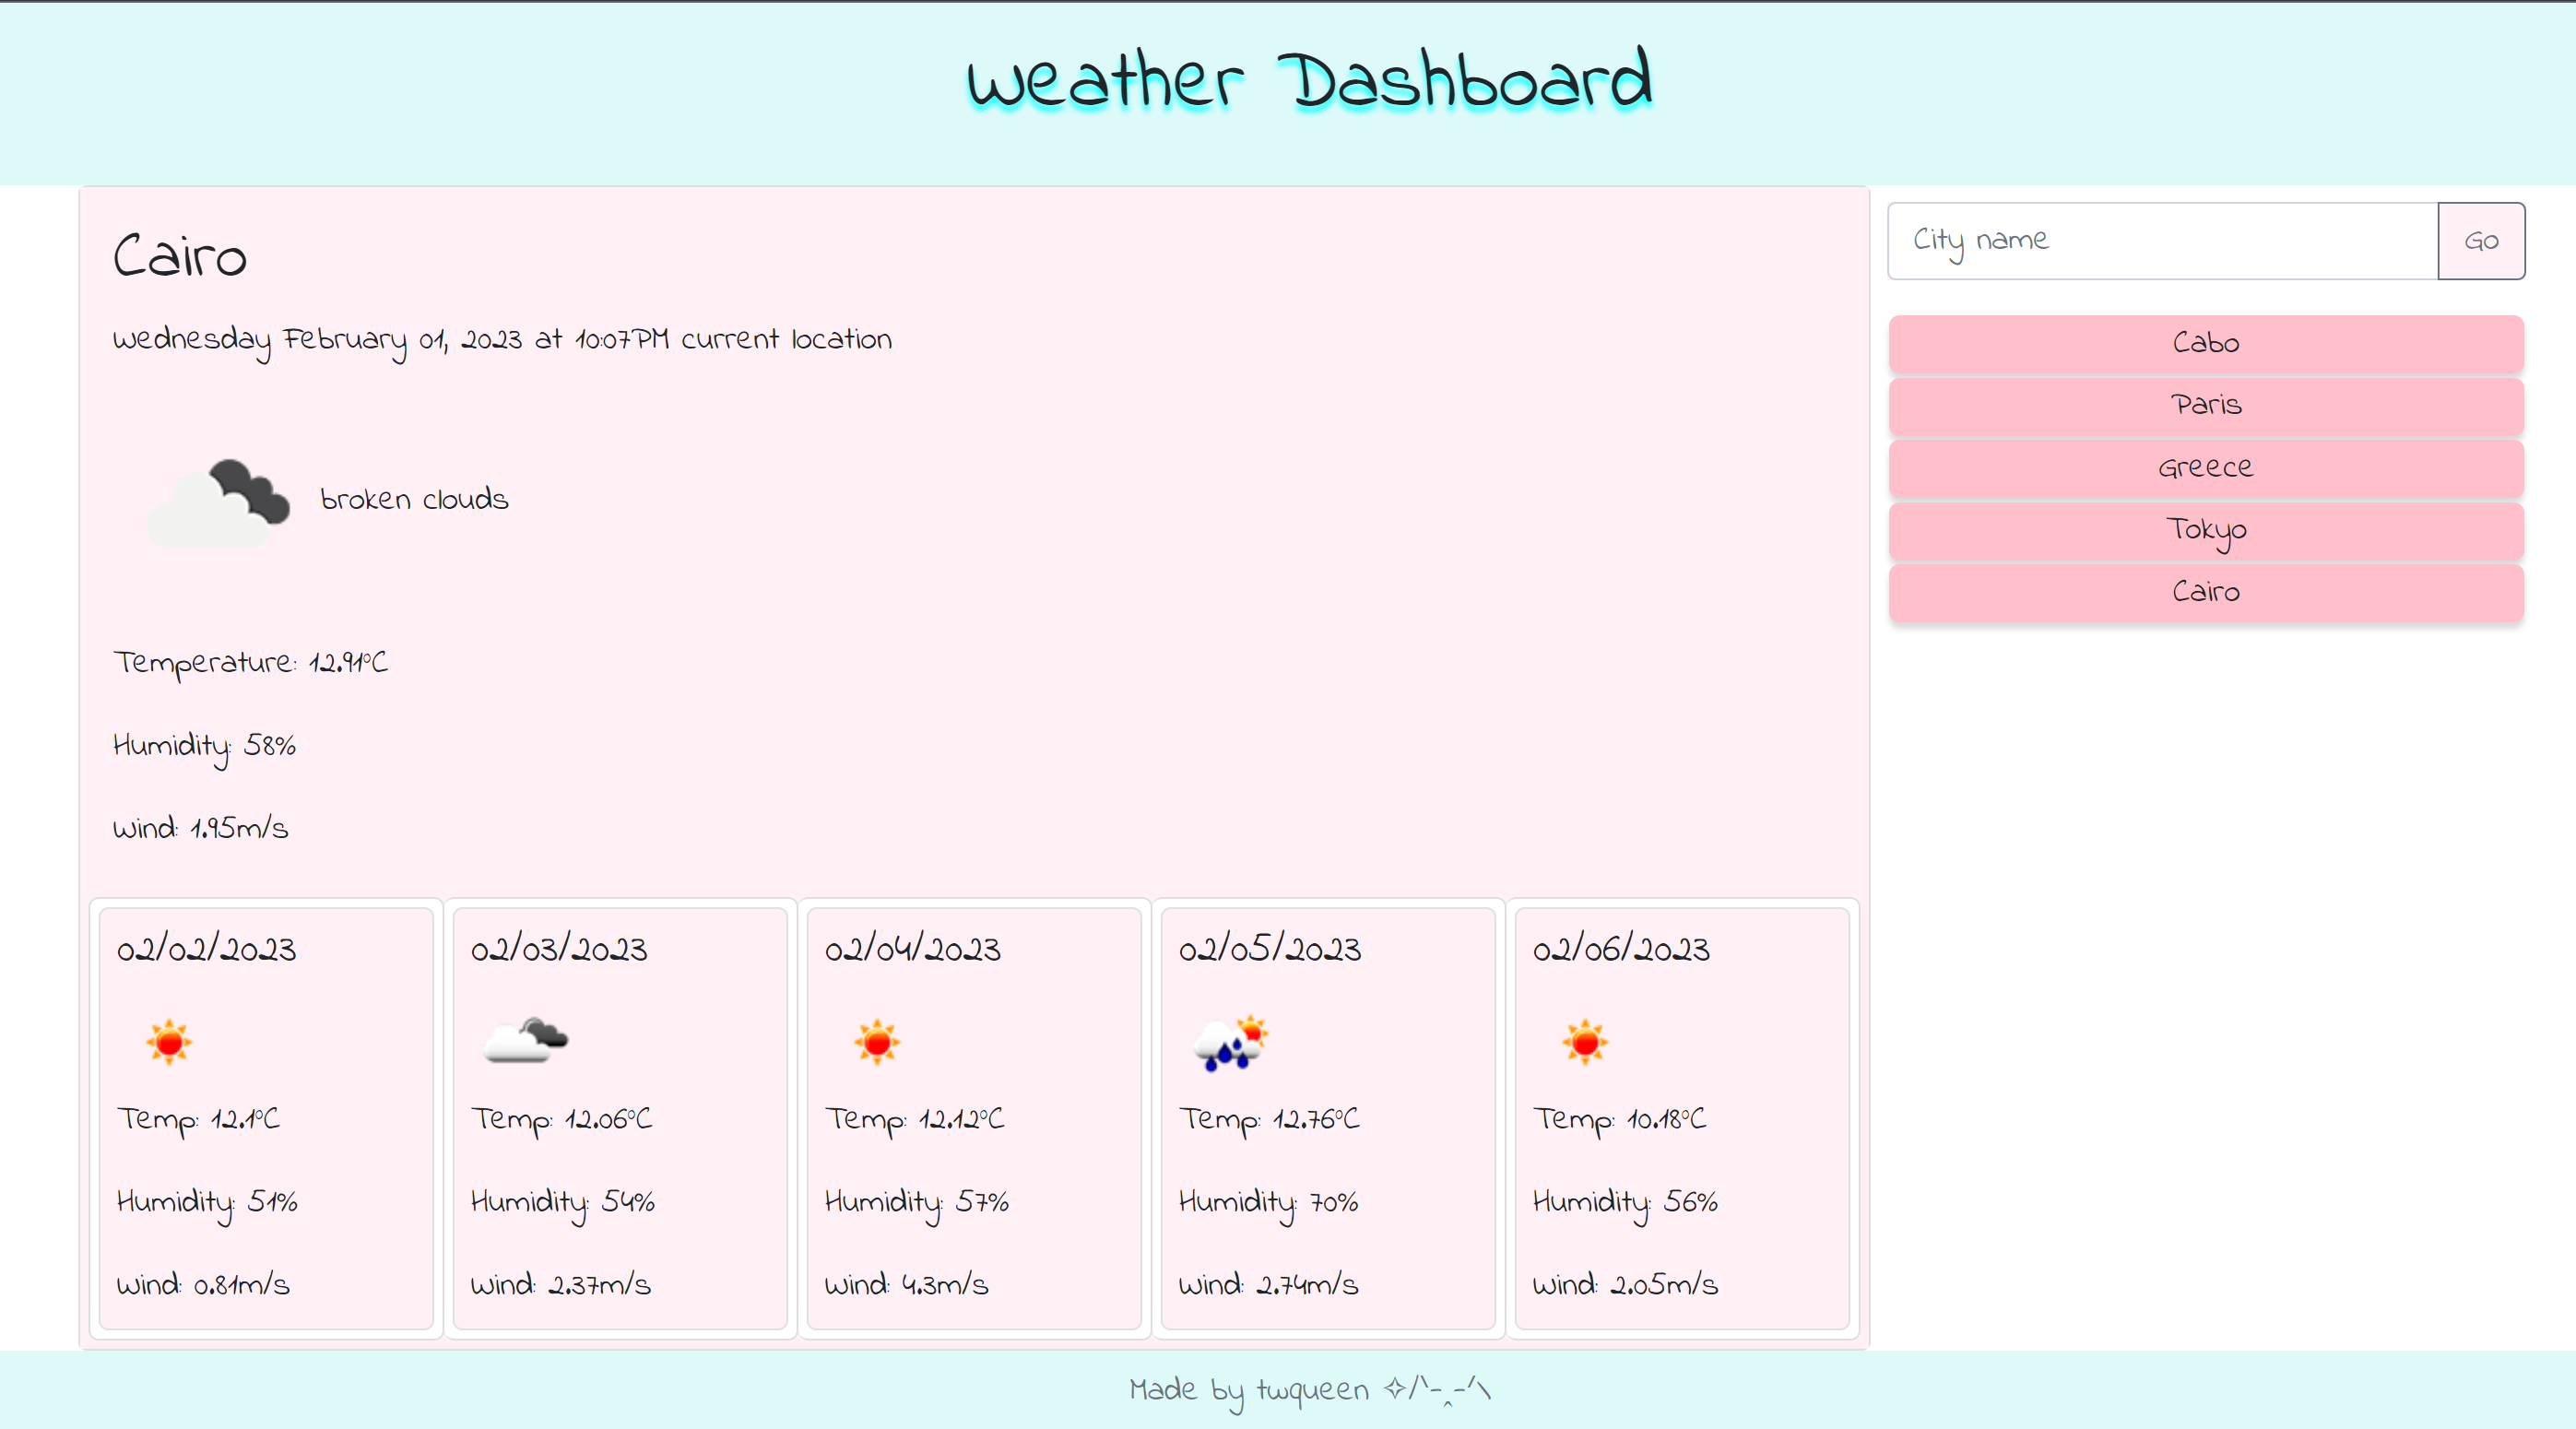 Weather Dashboard
Cairo
Wednesday February 01, 2023 at 10:07PM current location
broken clouds
Temperature: 12.91°C
Humidity: 58%
Wind: 1.95m/s
02/02/2023
Temp: 12.1°C
Humidity: 51%
Wind: 0.81m/s
02/03/2023
Temp: 12.06°C
Humidity: 54%
Wind: 2.37m/s
02/04/2023
Temp: 12.12°C
Humidity: 57%
Wind: 4.3m/s
02/05/2023
Temp: 12.76°C
Humidity: 70%
Wind: 2.74m/s
02/06/2023
Temp: 10.18°C
Humidity: 56%
Wind: 2.05m/s
City name
Go
Cabo
Paris
Greece
Tokyo
Cairo
Made by twqueen ✧/ᐠ-ꞈ-ᐟ\